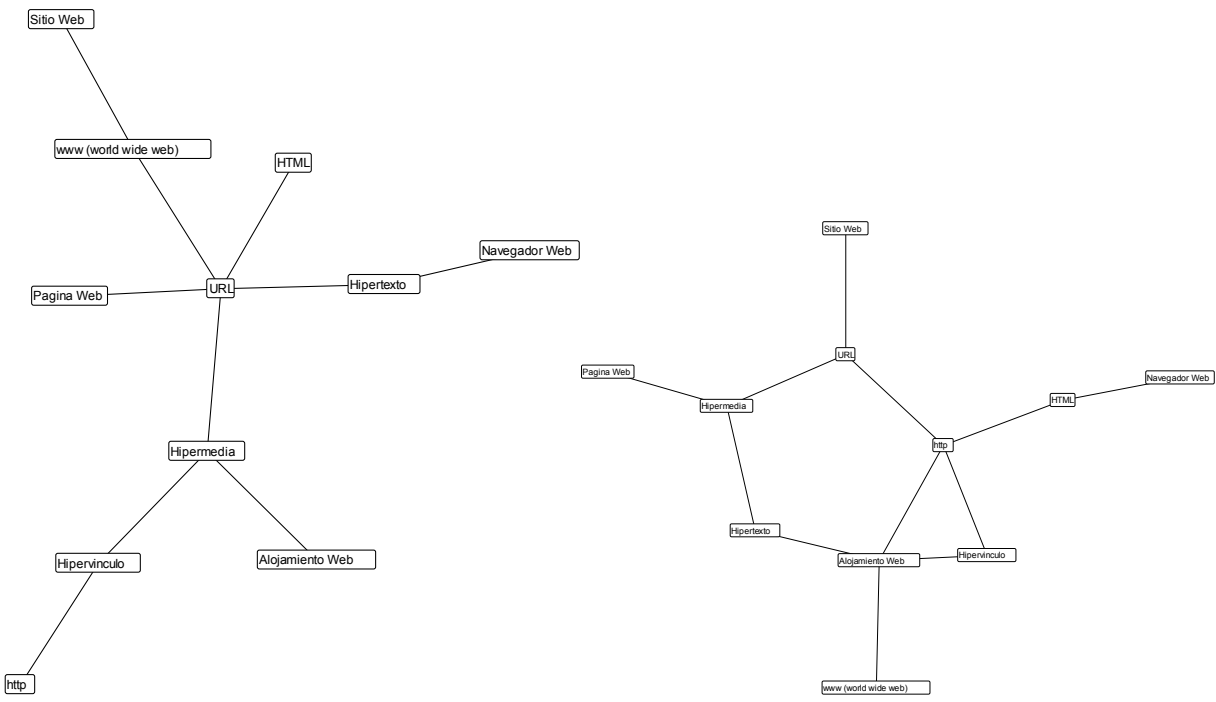 Sitio Web
www (world wide web)
HTML
Navegador Web
Hipertexto
URL
Pagina Web
Hipermedia
Hipervinculo
Alojamiento Web
http
Sitio Web
URL
Pagina Web
Navegador Web
HTML
Hipermedia
http
Hipertexto
Alojamiento Web
Hipervinculo
www (world wide web)